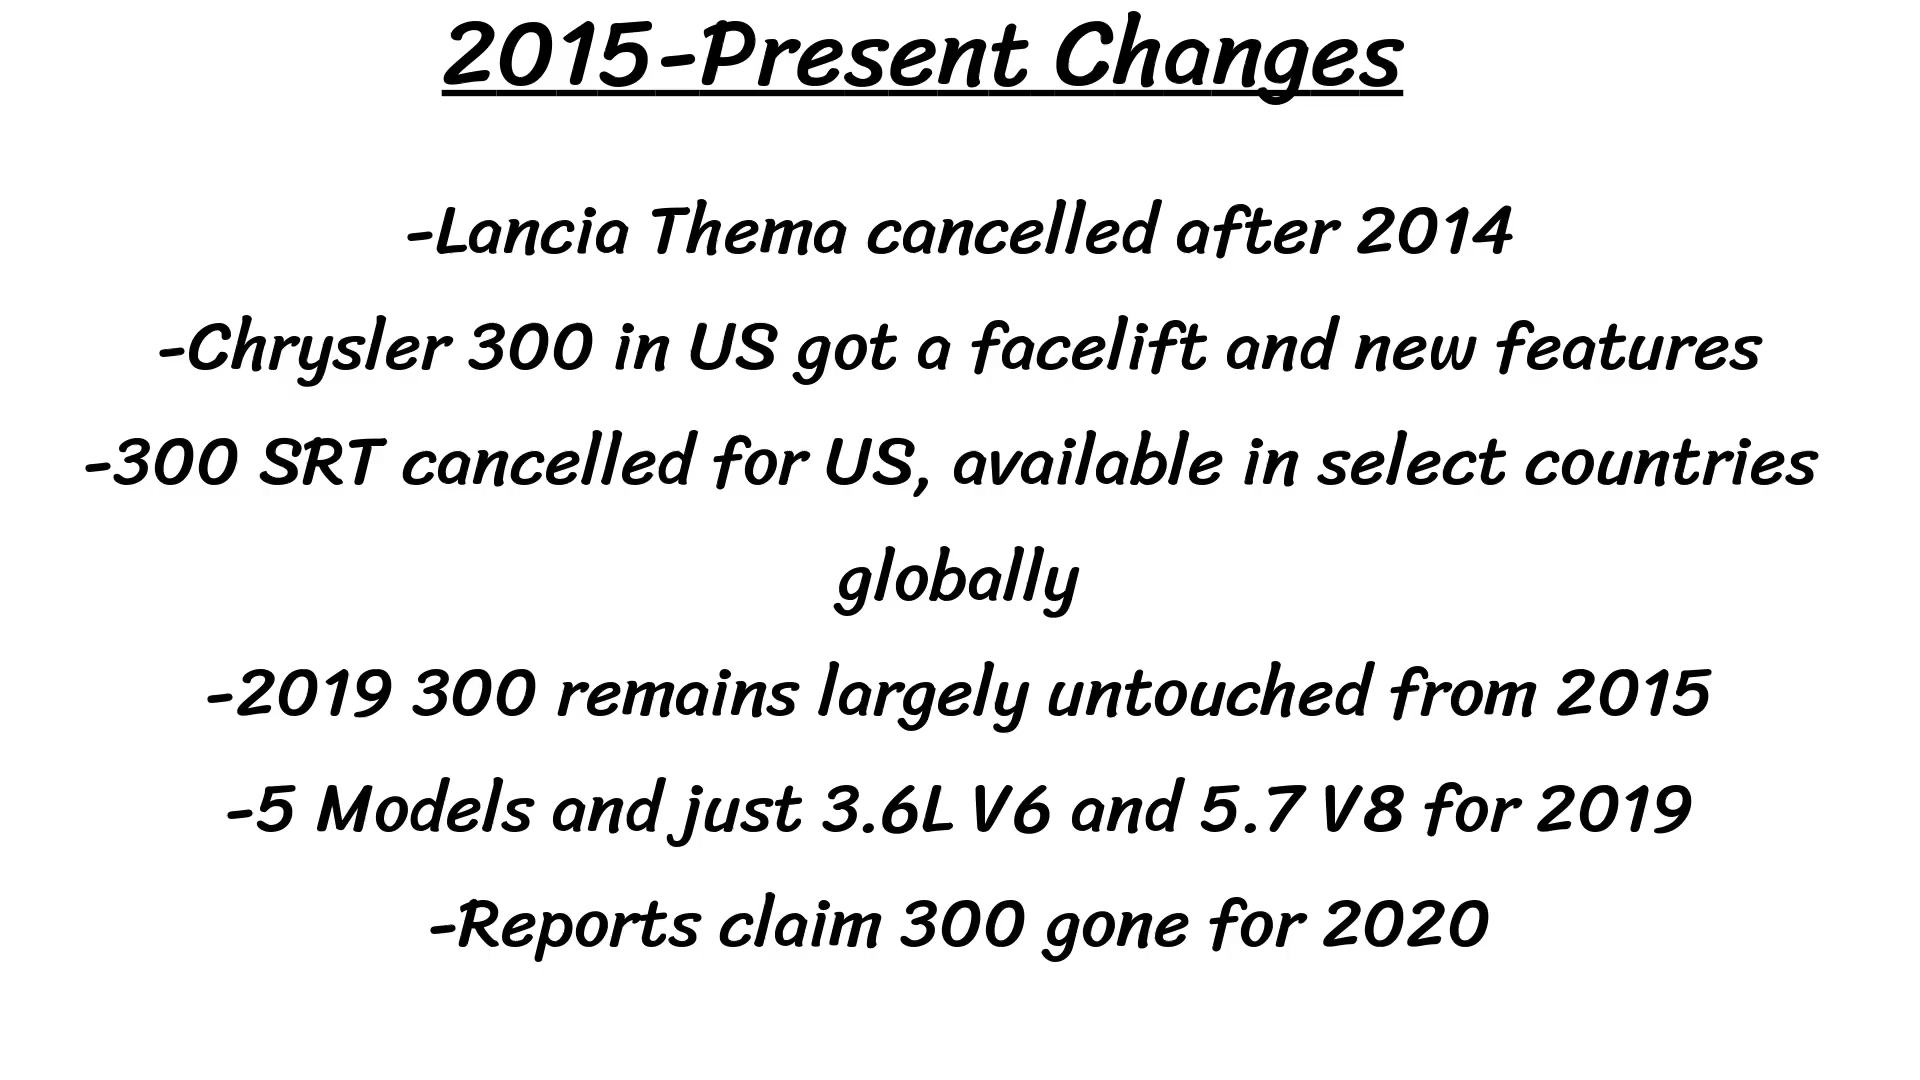 2015-Present Changes
-Lancia Thema cancelled after 2014
-Chrysler 300 in US got a facelift and new features
-300 SRT cancelled for US, available in select countries
globally
-2019 300 remains largely untouched from 2015
-5 Models and just 3.6L V6 and 5.7 V8 for 2019
-Reports claim 300 gone for 2020